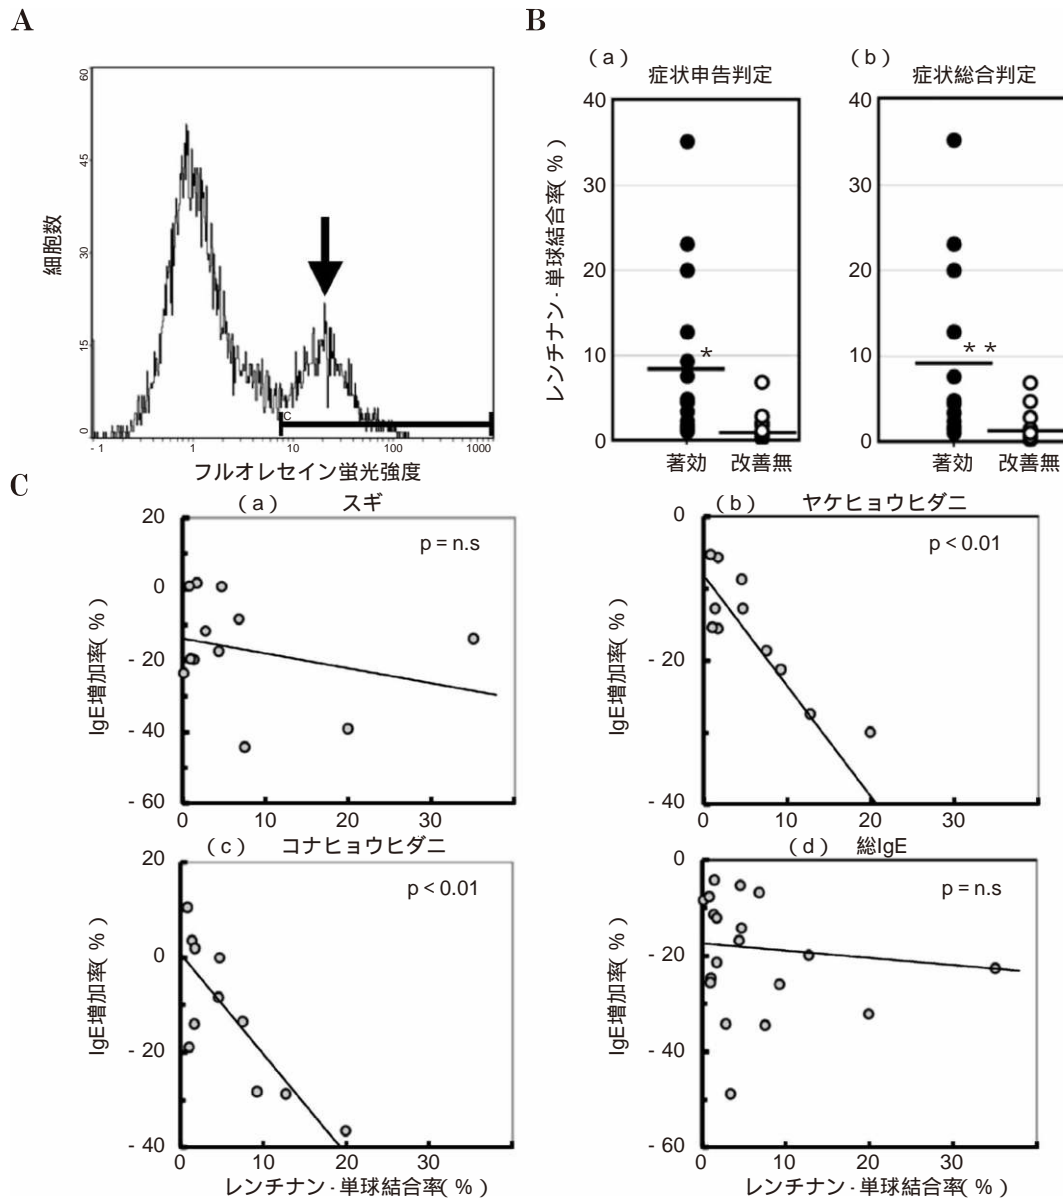 A
60
45
30
15
0
細胞数
C
- 1
1
10
100
1000
フルオレセイン蛍光強度
B
(a)
症状申告判定
レンチナン・単球結合率(%)
40
30
20
10
0
*
著効
改善無
(b)
症状総合判定
40
30
20
10
0
* *
著効
改善無
C
(a) スギ
p = n.s
IgE増加率(%)
20
0
- 20
- 40
- 60
0 10 20 30
(b) ヤケヒョウヒダニ
p < 0.01
IgE増加率(%)
0
- 20
- 40
0 10 20 30
(c) コナヒョウヒダニ
p < 0.01
IgE増加率(%)
20
0
- 20
- 40
0 10 20 30
レンチナン・単球結合率(%)
(d) 総IgE
p = n.s
IgE増加率(%)
0
- 20
- 40
- 60
0 10 20 30
レンチナン・単球結合率(%)